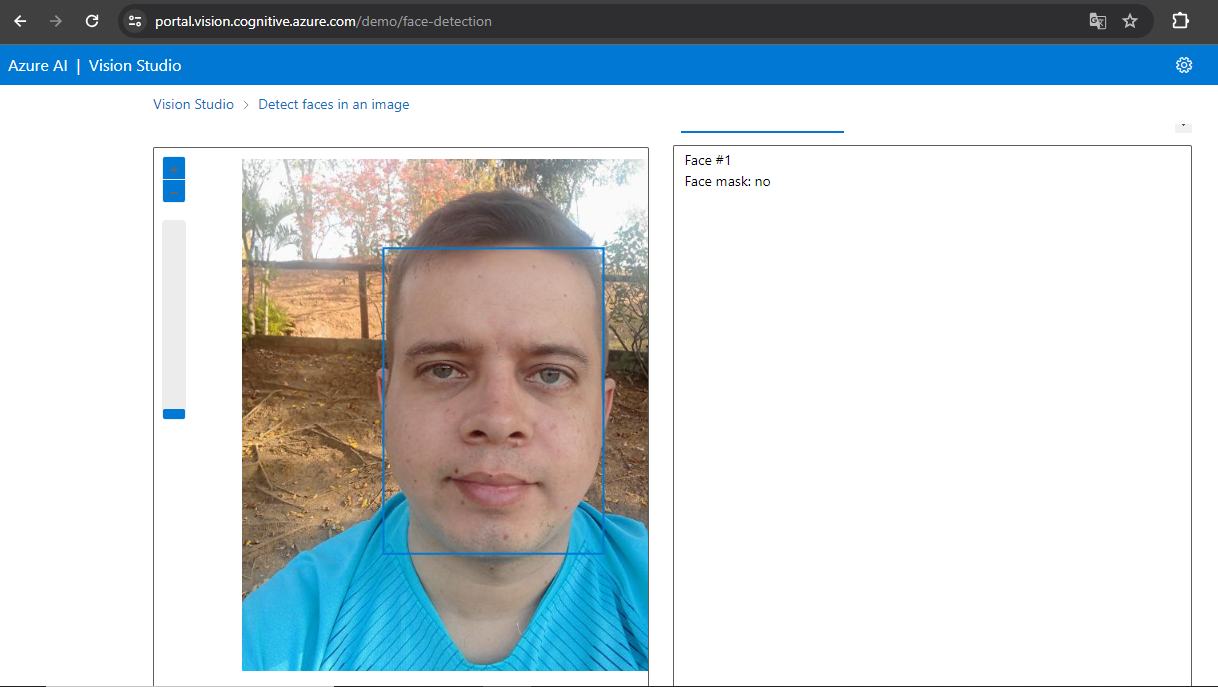 portal.vision.cognitive.azure.com/demo/face-detection
Azure AI | Vision Studio
Vision Studio > Detect faces in an image
+
−
Face #1
Face mask: no